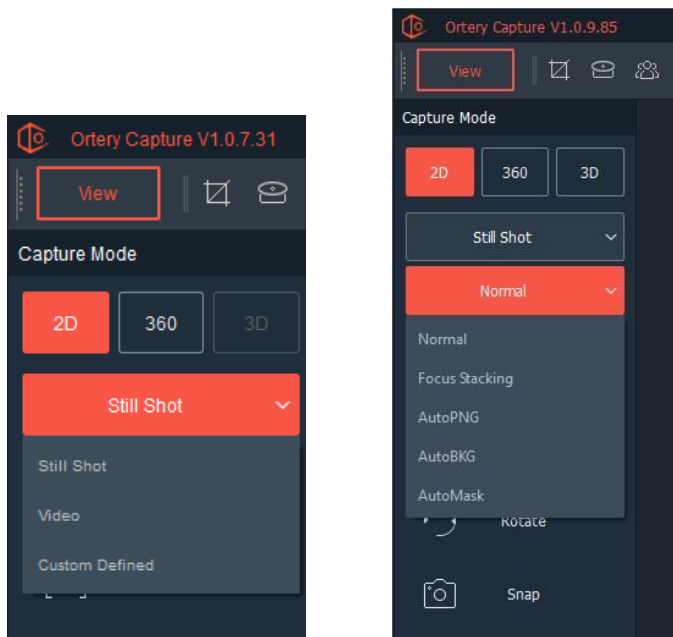 Ortery Capture V1.0.7.31
View
Capture Mode
2D 360 3D
Still Shot
Still Shot
Video
Custom Defined
Ortery Capture V1.0.9.85
View
Capture Mode
2D 360 3D
Still Shot
Normal
Normal
Focus Stacking
AutoPNG
AutoBKG
AutoMask
Rotate
Snap